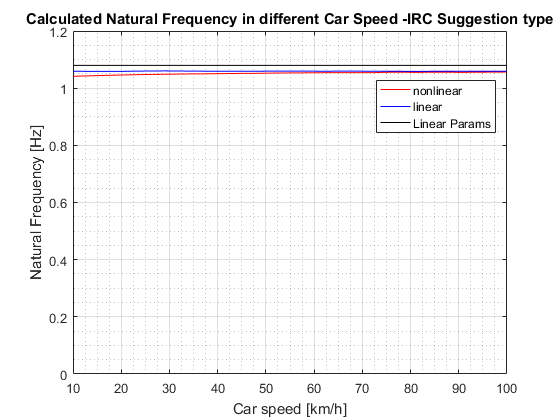 Calculated Natural Frequency in different Car Speed -IRC Suggestion type
1.2
1
0.8
0.6
0.4
0.2
0
Natural Frequency [Hz]
nonlinear
linear
Linear Params
10 20 30 40 50 60 70 80 90 100
Car speed [km/h]